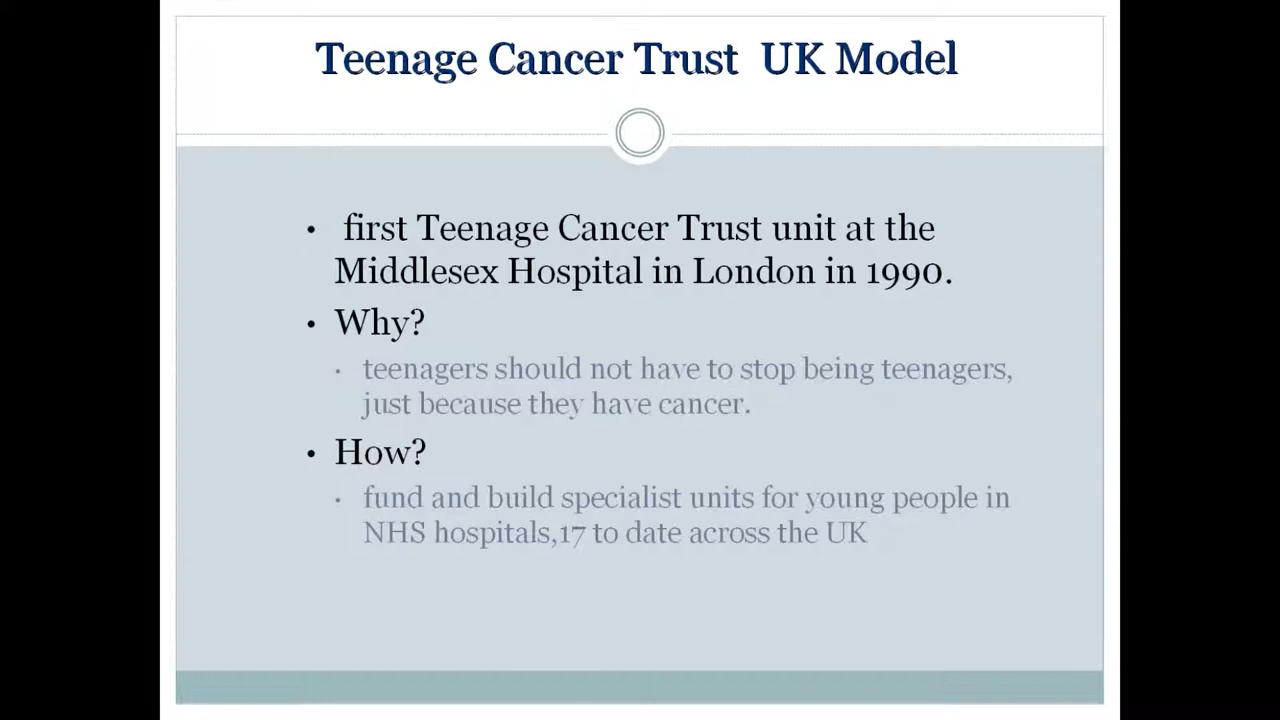 Teenage Cancer Trust  UK Model
• first Teenage Cancer Trust unit at the
Middlesex Hospital in London in 1990.
• Why?
• teenagers should not have to stop being teenagers,
just because they have cancer.
• How?
• fund and build specialist units for young people in
NHS hospitals,17 to date across the UK